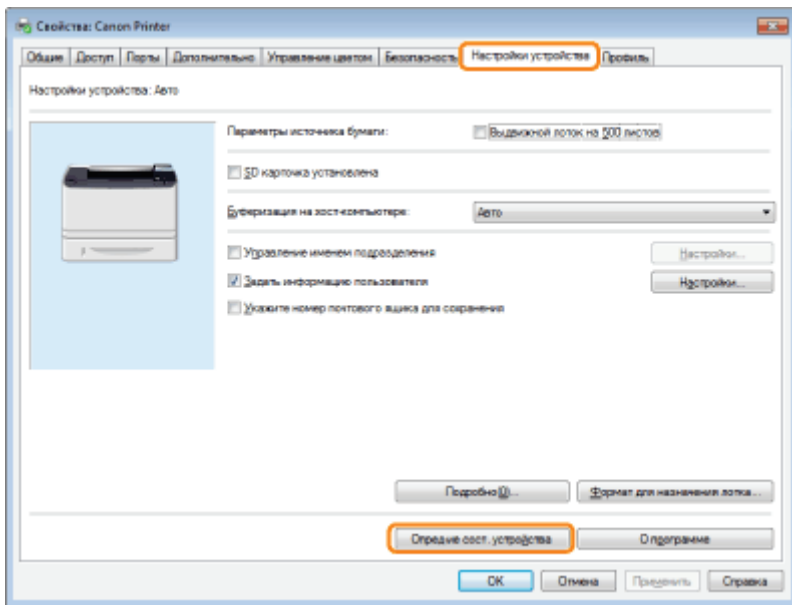 Свойства: Canon Printer
Общие Доступ Порты Дополнительно Управление цветом Безопасность Настройки устройства Профиль
Настройки устройства: Авто
Параметры источника бумаги: Выдвижной лоток на 500 листов
SD карточка установлена
Буферизация на хост-компьютере: Авто
Управление именем подразделения Настройки...
Задать информацию пользователя Настройки...
Укажите номер почтового ящика для сохранения
Подробно(D)... Формат для назначения лотка...
Опред-ие сост. устройства О программе
OK Отмена Применить Справка